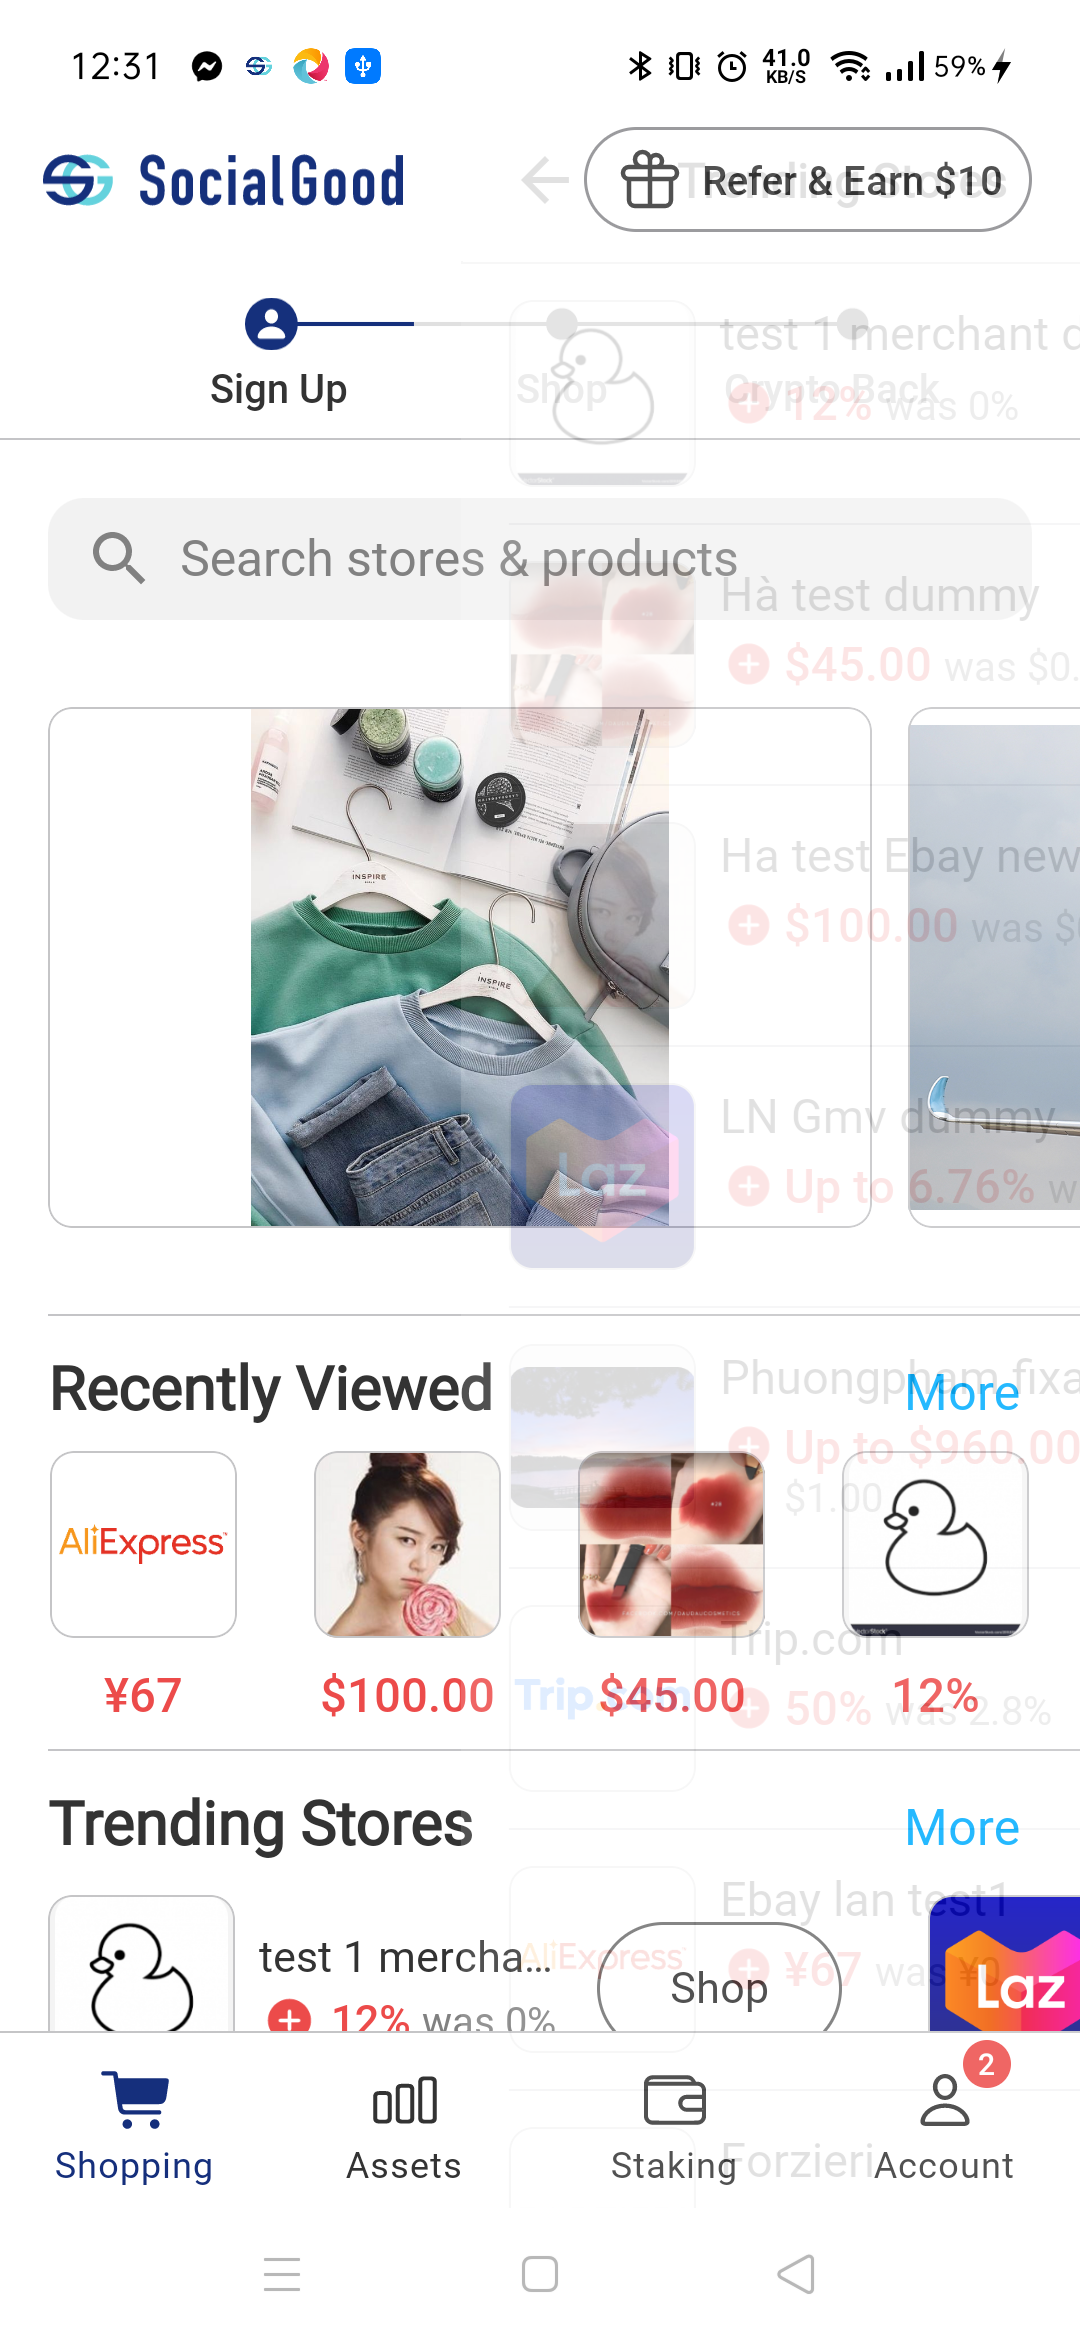 12:31
41.0
KB/S
59%
SocialGood
Refer & Earn $10
Trending Stores
Sign Up
Shop
Crypto Back
test 1 merchant d
12% was 0%
Search stores & products
Hà test dummy
$45.00 was $0.
INSPIRE
INSPIRE
Ha test Ebay new
$100.00 was $
LN Gmv dummy
Up to 6.76% w
Laz
Recently Viewed
More
Phuongpham fixa
Up to $960.00
$1.00
AliExpress
Trip.com
¥67
$100.00
$45.00
12%
Trip.com
50% was 2.8%
Trending Stores
More
Ebay lan test1
¥67 was ¥0
AliExpress
test 1 mercha...
12% was 0%
Shop
Laz
2
Shopping
Assets
Staking
Account
Forzieri